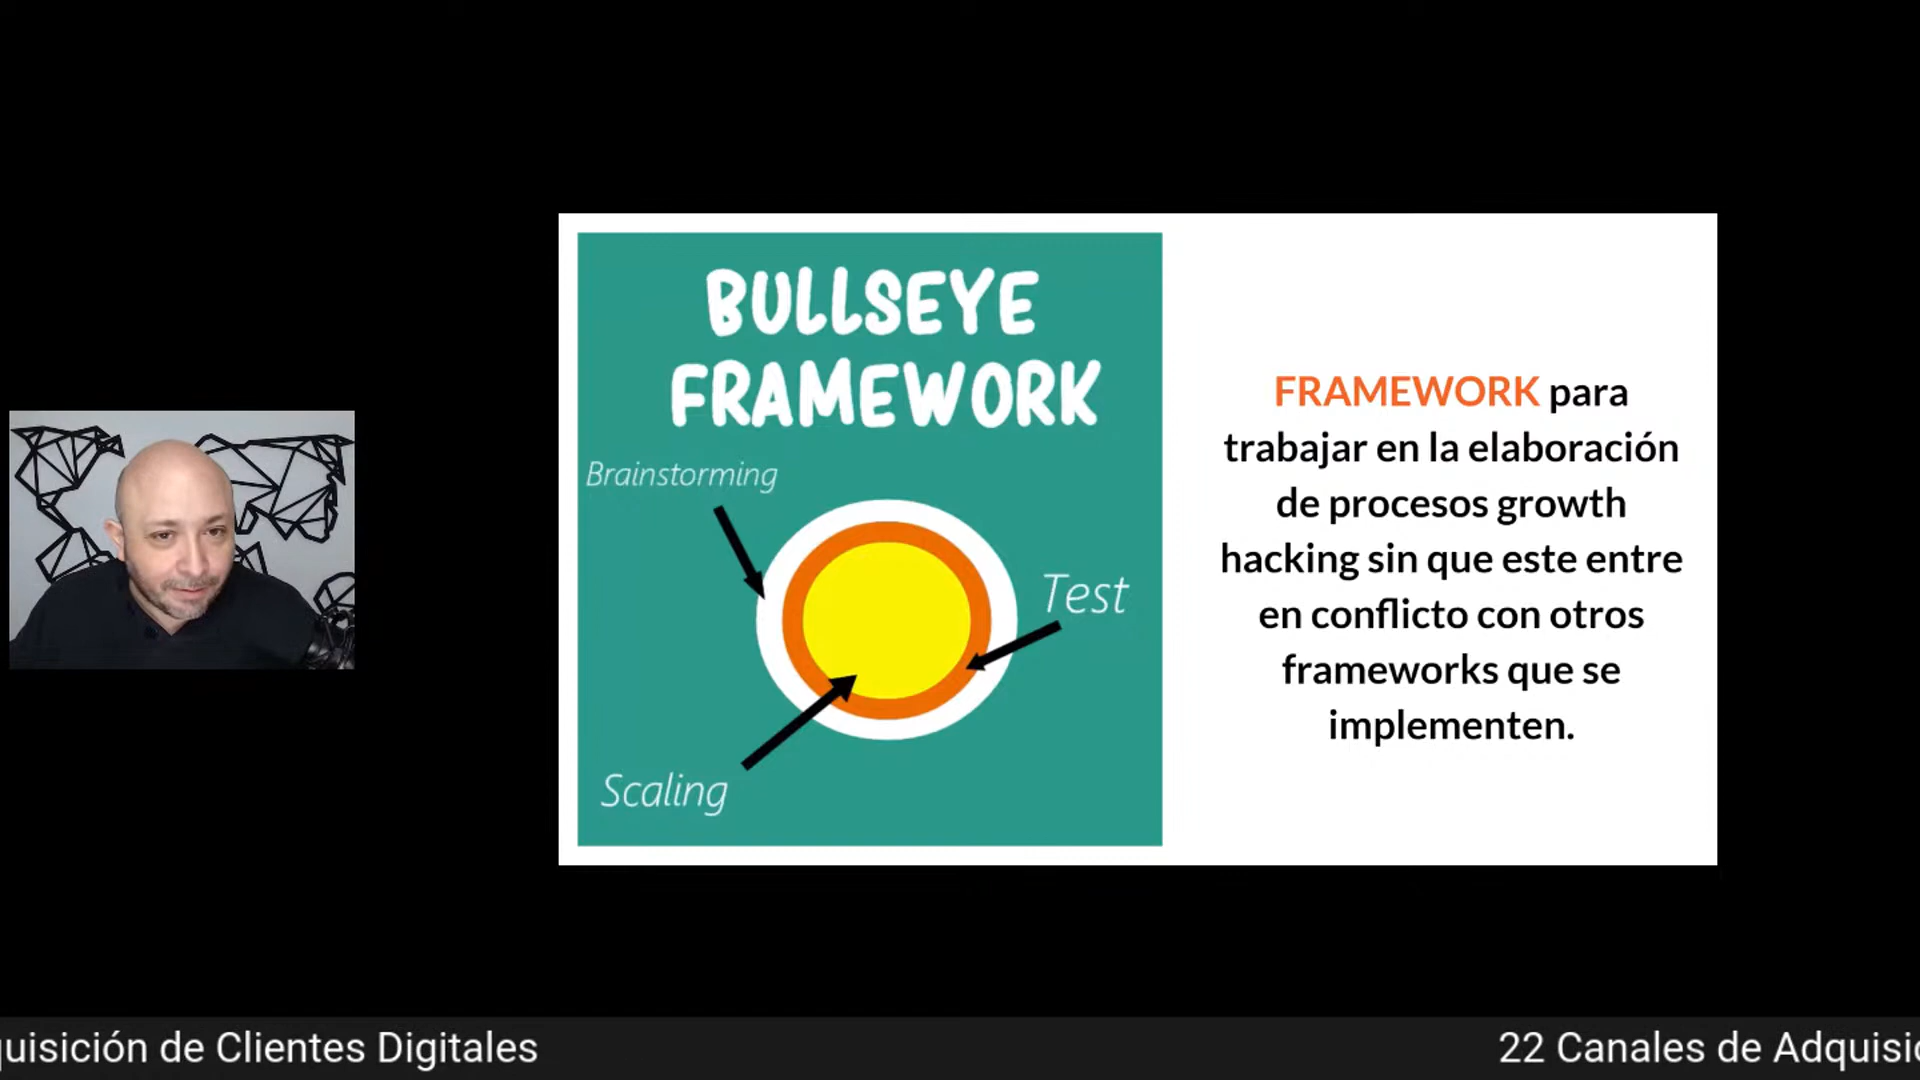 BULLSEYE
FRAMEWORK
Brainstorming
Test
Scaling
FRAMEWORK para
trabajar en la elaboración
de procesos growth
hacking sin que este entre
en conflicto con otros
frameworks que se
implementen.
quisición de Clientes Digitales
22 Canales de Adquisic